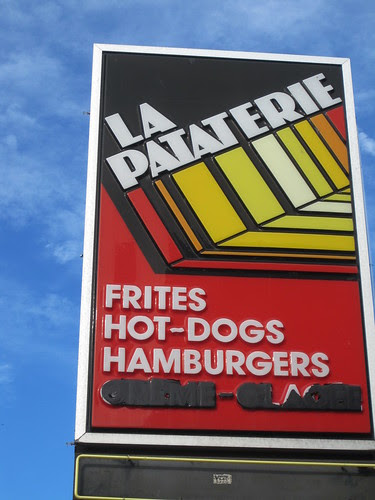 LA
PATATERIE
FRITES
HOT-DOGS
HAMBURGERS
CRÈME-GLACÉE